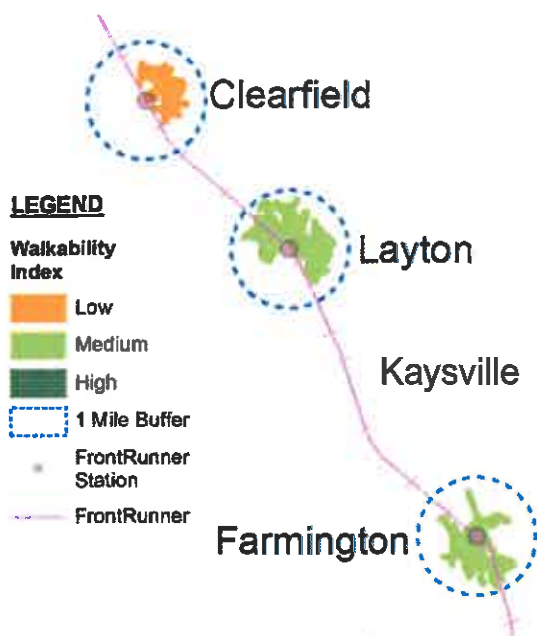 Clearfield
LEGEND
Walkability
Index
Low
Medium
High
1 Mile Buffer
FrontRunner
Station
FrontRunner
Layton
Kaysville
Farmington